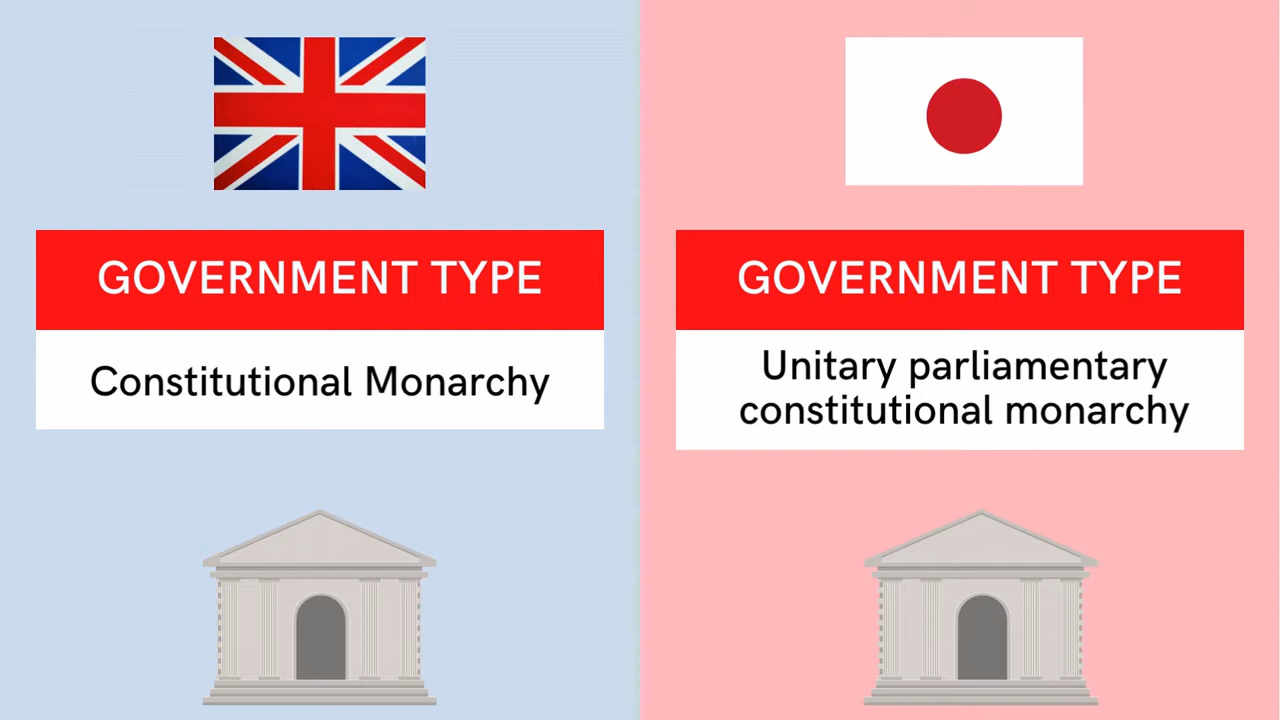 GOVERNMENT TYPE
Constitutional Monarchy
GOVERNMENT TYPE
Unitary parliamentary
constitutional monarchy